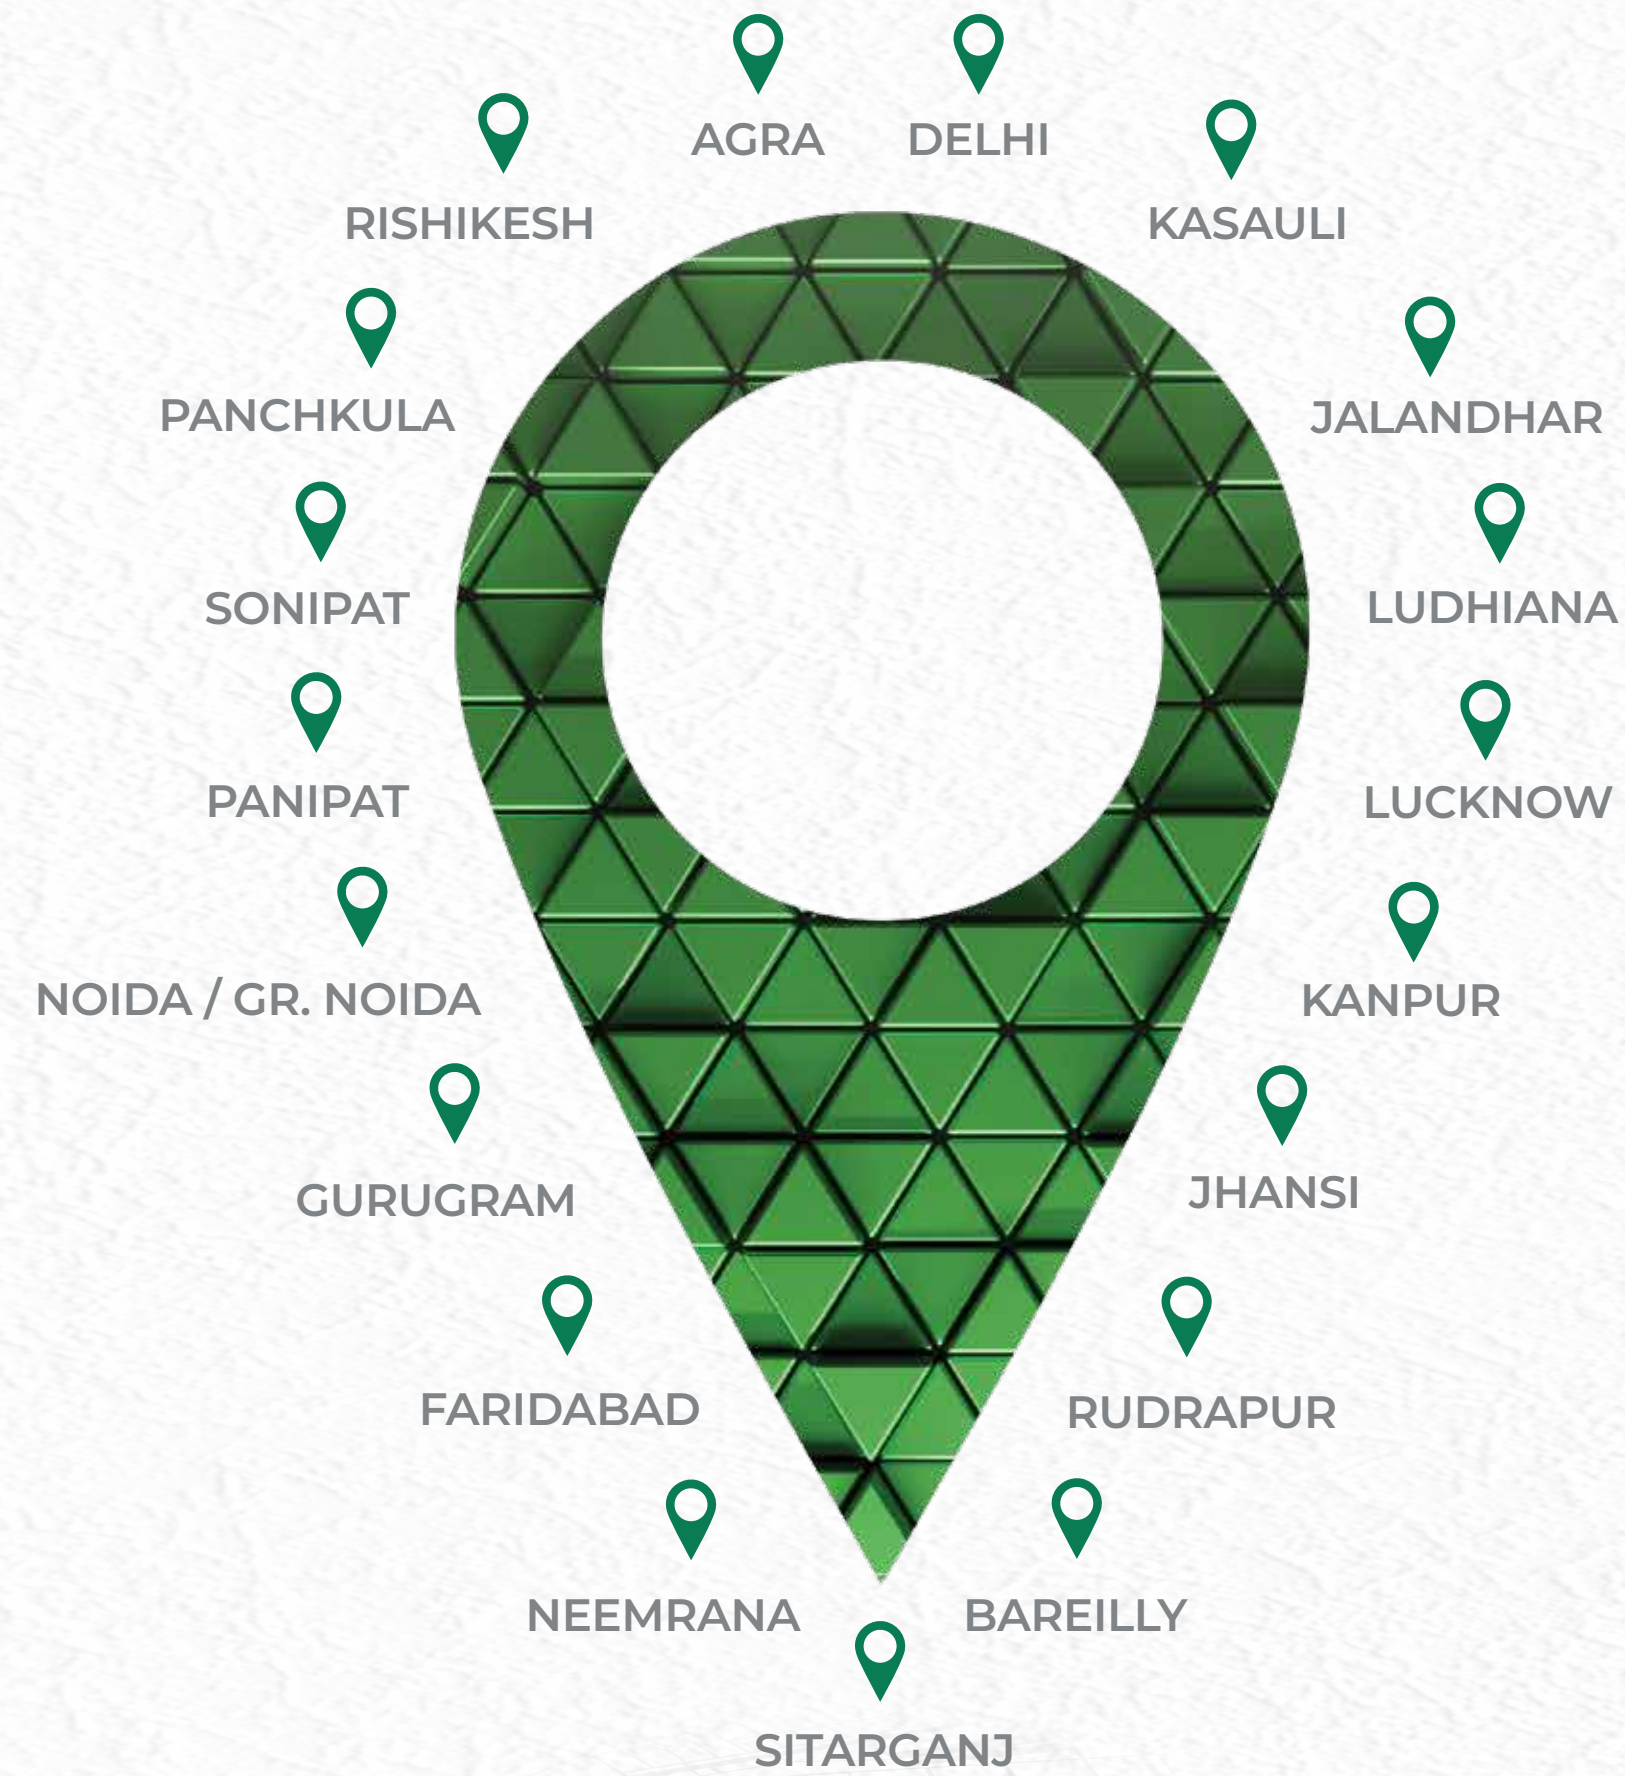 AGRA
DELHI
RISHIKESH
KASAULI
PANCHKULA
JALANDHAR
SONIPAT
LUDHIANA
PANIPAT
LUCKNOW
NOIDA / GR. NOIDA
KANPUR
GURUGRAM
JHANSI
FARIDABAD
RUDRAPUR
NEEMRANA
BAREILLY
SITARGANJ